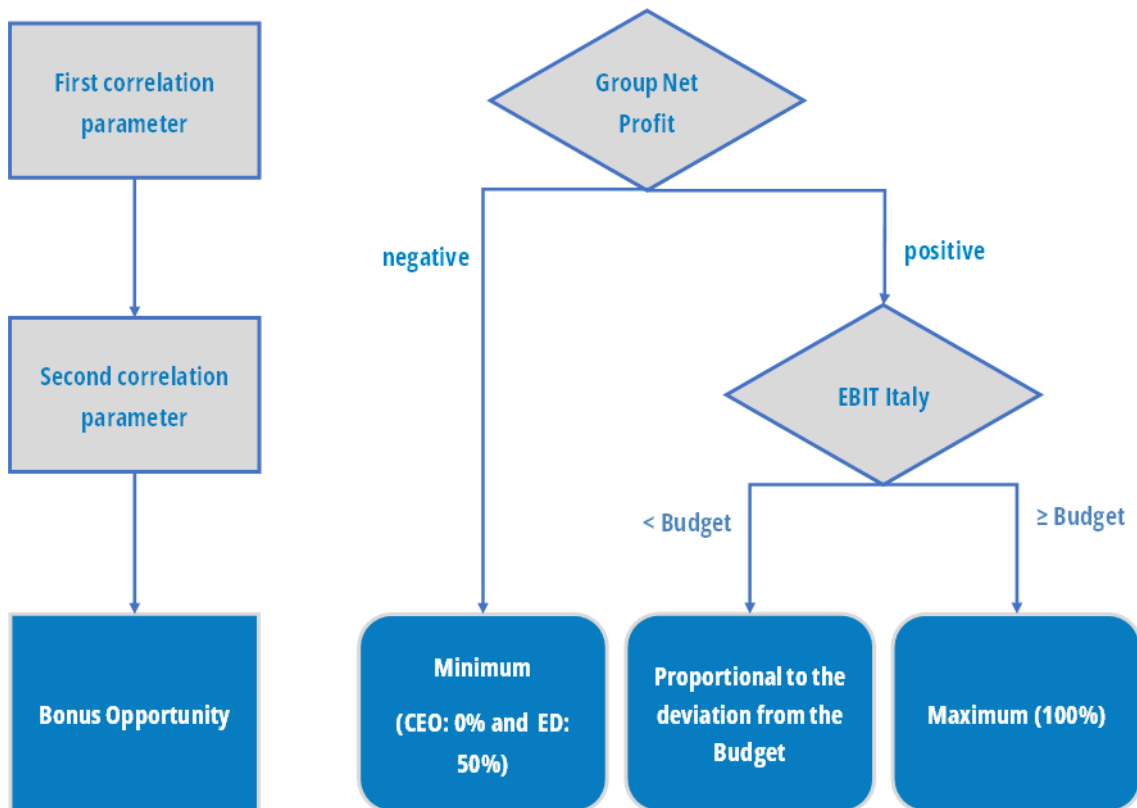 First correlation
parameter
Group Net
Profit
negative
positive
Second correlation
parameter
EBIT Italy
< Budget
≥ Budget
Bonus Opportunity
Minimum
(CEO: 0% and ED:
50%)
Proportional to the
deviation from the
Budget
Maximum (100%)